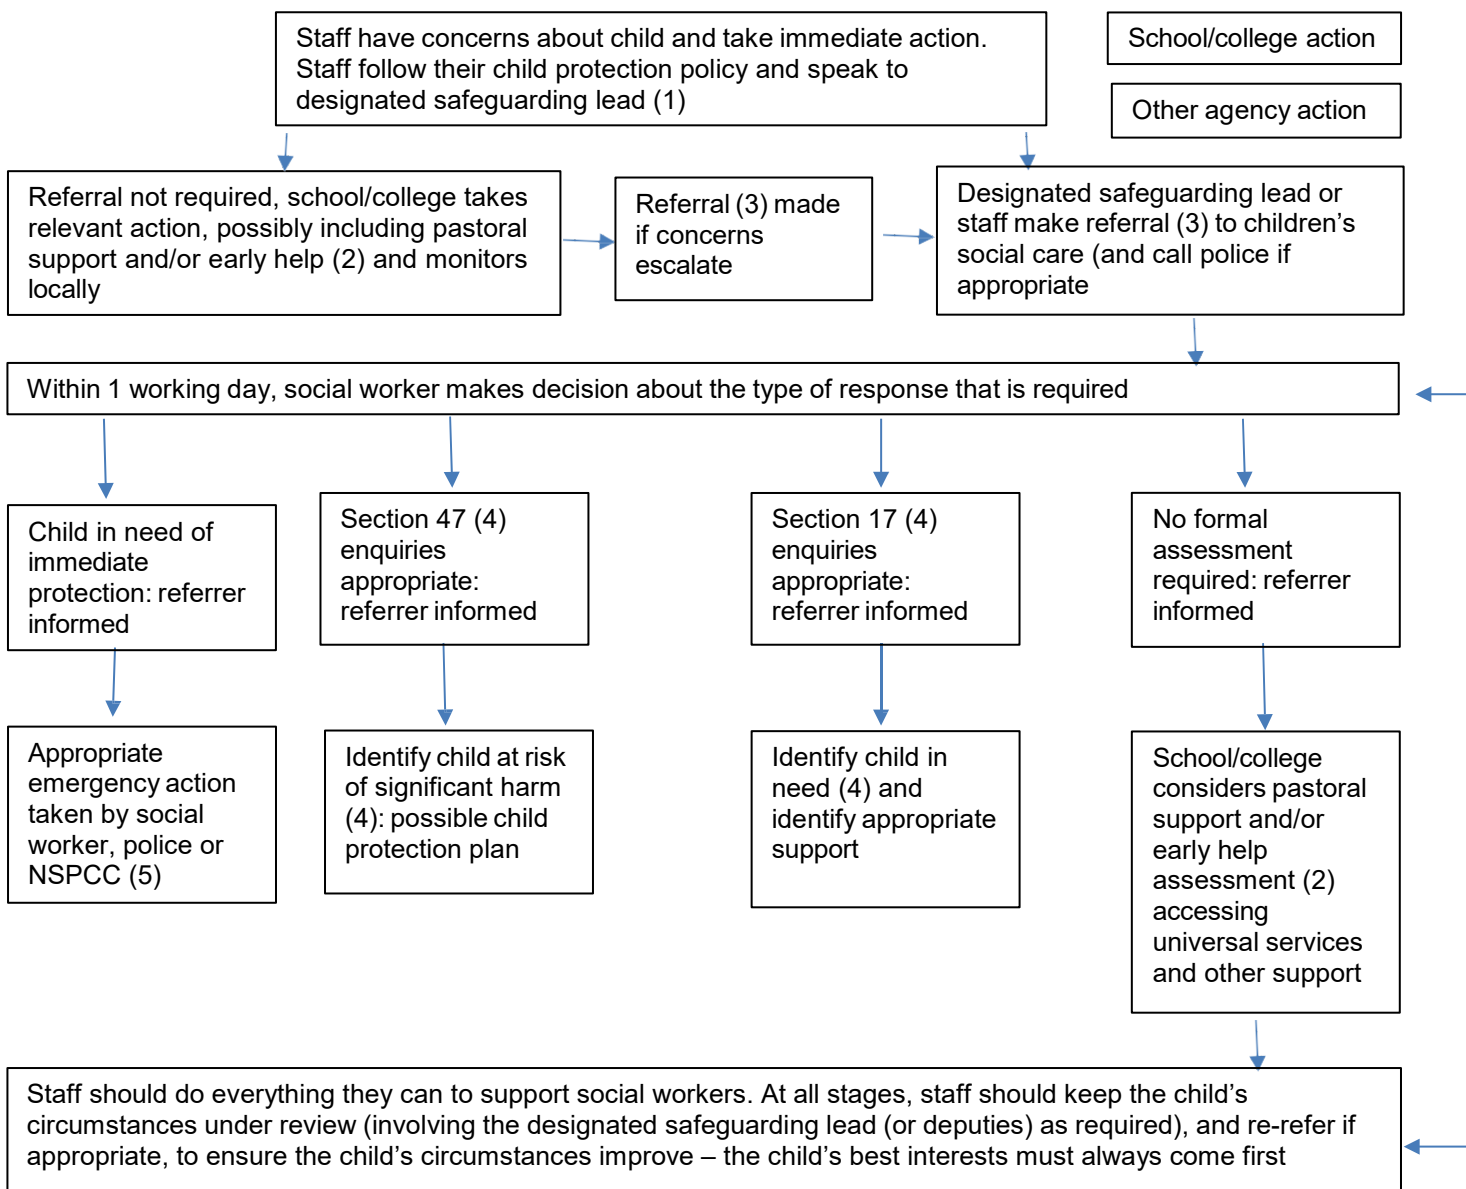 Staff have concerns about child and take immediate action.
Staff follow their child protection policy and speak to
designated safeguarding lead (1)
School/college action
Other agency action
Referral not required, school/college takes
relevant action, possibly including pastoral
support and/or early help (2) and monitors
locally
Referral (3) made
if concerns
escalate
Designated safeguarding lead or
staff make referral (3) to children’s
social care (and call police if
appropriate
Within 1 working day, social worker makes decision about the type of response that is required
Child in need of
immediate
protection: referrer
informed
Section 47 (4)
enquiries
appropriate:
referrer informed
Section 17 (4)
enquiries
appropriate:
referrer informed
No formal
assessment
required: referrer
informed
Appropriate
emergency action
taken by social
worker, police or
NSPCC (5)
Identify child at risk
of significant harm
(4): possible child
protection plan
Identify child in
need (4) and
identify appropriate
support
School/college
considers pastoral
support and/or
early help
assessment (2)
accessing
universal services
and other support
Staff should do everything they can to support social workers. At all stages, staff should keep the child’s
circumstances under review (involving the designated safeguarding lead (or deputies) as required), and re-refer if
appropriate, to ensure the child’s circumstances improve – the child’s best interests must always come first